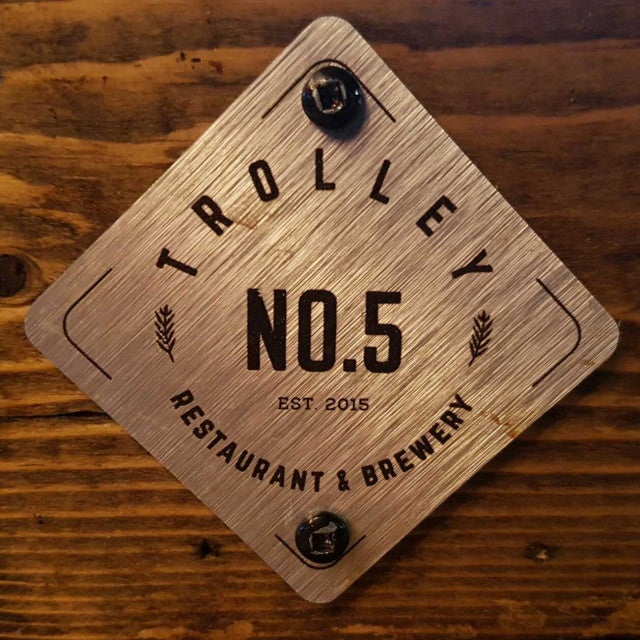 TROLLEY
NO.5
EST. 2015
RESTAURANT & BREWERY